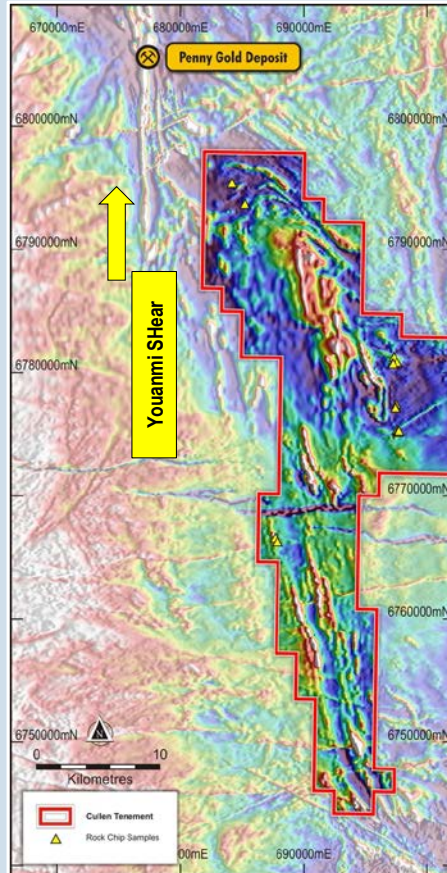 670000mE 680000mE 690000mE
Penny Gold Deposit
6800000mN 6800000mN
6790000mN 6790000mN
Youanmi SHear
6780000mN
6770000mN
6760000mN
6750000mN 6750000mN
N
0 10
Kilometres
Cullen Tenement
Rock Chip Samples
680000mE 690000mE